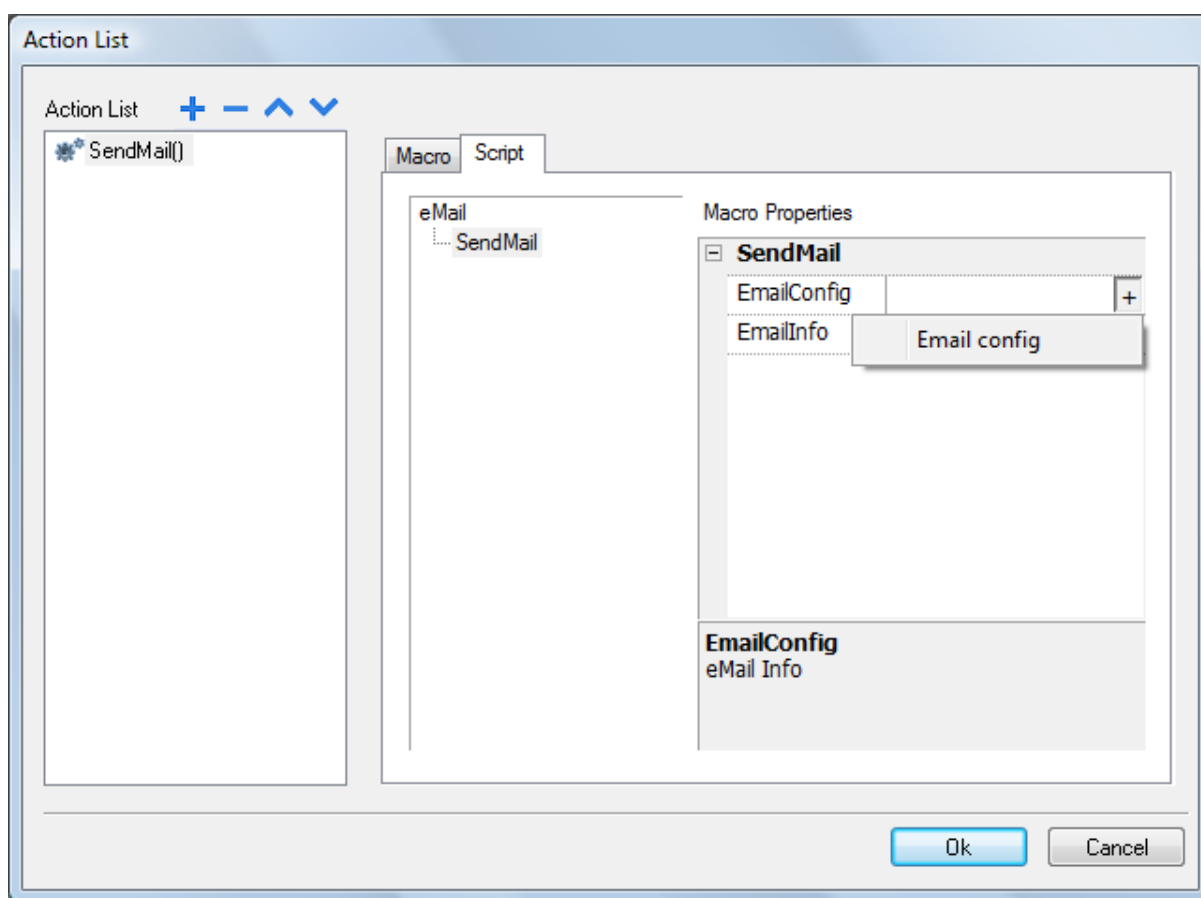 Action List
Action List
SendMail()
Macro Script
eMail
SendMail
Macro Properties
SendMail
EmailConfig +
EmailInfo
Email config
EmailConfig
eMail Info
Ok Cancel